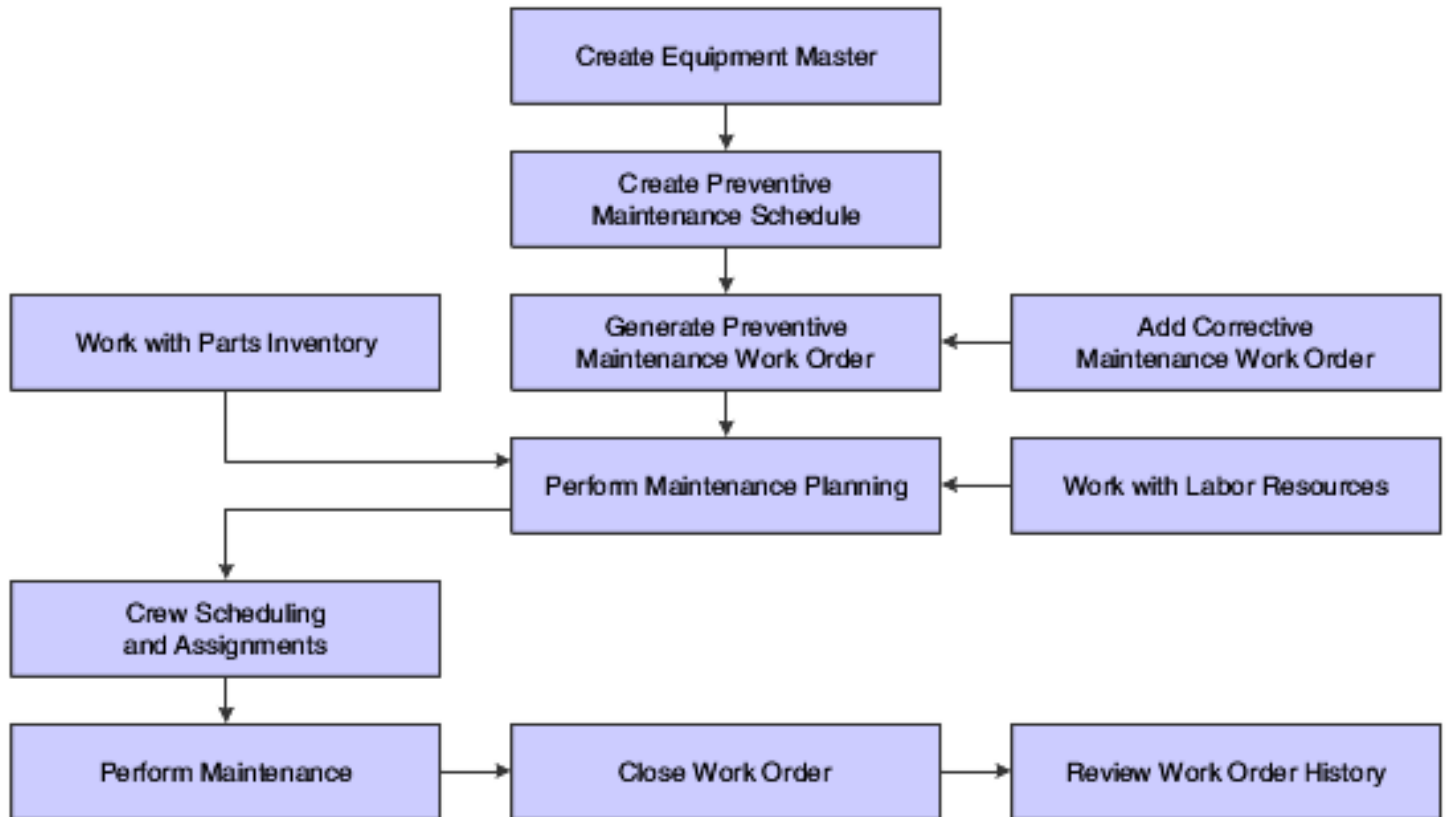 Create Equipment Master
Create Preventive
Maintenance Schedule
Work with Parts Inventory
Generate Preventive
Maintenance Work Order
Add Corrective
Maintenance Work Order
Perform Maintenance Planning
Work with Labor Resources
Crew Scheduling
and Assignments
Perform Maintenance
Close Work Order
Review Work Order History